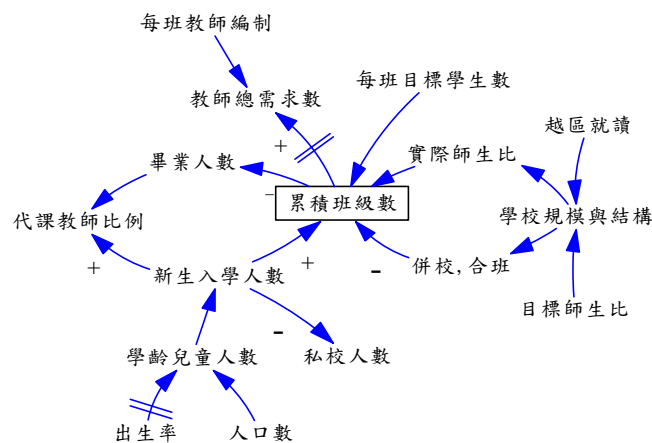 每班教師編制
每班目標學生數
教師總需求數
越區就讀
+
實際師生比
畢業人數
-
累積班級數
代課教師比例
學校規模與結構
+
新生入學人數
+
-
併校,合班
目標師生比
-
學齡兒童人數
私校人數
出生率
人口數